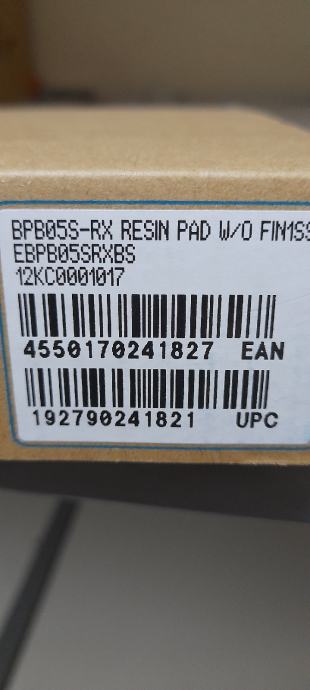 BPB05S-RX RESIN PAD W/O FIN1SS
EBPB05SRXBS
12KC0001017
4550170241827 EAN
192790241821 UPC